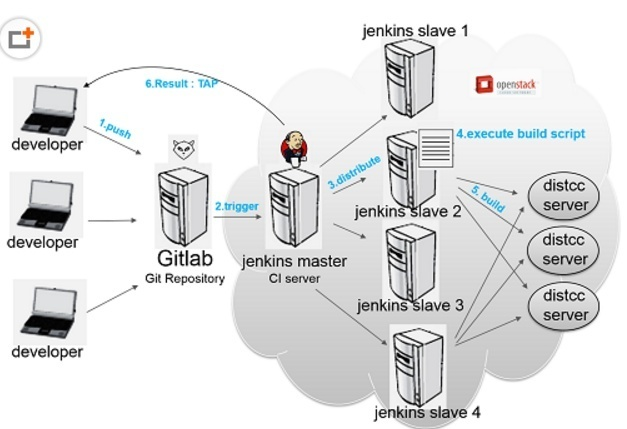 jenkins slave 1
openstack
6.Result : TAP
1.push
developer
4.execute build script
3.distribute
2.trigger
jenkins slave 2
5. build
distcc
server
developer
Gitlab
Git Repository
jenkins master
CI server
distcc
server
jenkins slave 3
distcc
server
developer
jenkins slave 4